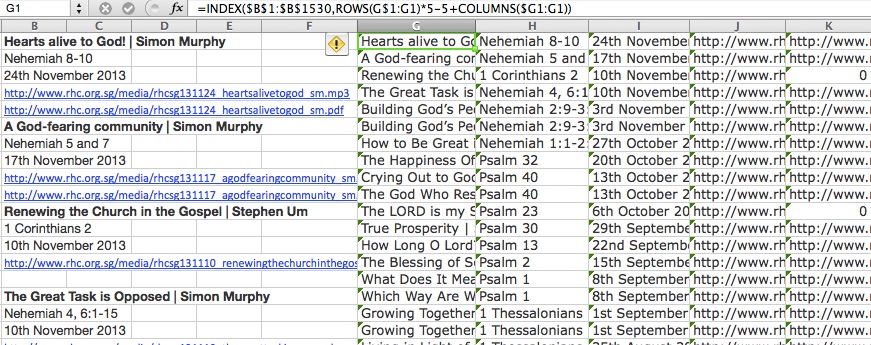 G1 fx =INDEX($B$1:$B$1530,ROWS(G$1:G1)*5-5+COLUMNS($G1:G1))
B C D E F G H I J K
Hearts alive to God! | Simon Murphy Hearts alive to Go Nehemiah 8-10 24th Novembe http://www.rh http://www.r
Nehemiah 8-10 A God-fearing con Nehemiah 5 and 17th Novembe http://www.rh http://www.r
24th November 2013 Renewing the Chu 1 Corinthians 2 10th Novembe http://www.rh 0
http://www.rhc.org.sg/media/rhcsg131124_heartsalivetogod_sm.mp3 The Great Task is Nehemiah 4, 6:1 10th Novembe http://www.rh http://www.r
http://www.rhc.org.sg/media/rhcsg131124_heartsalivetogod_sm.pdf Building God's Peo Nehemiah 2:9-3: 3rd November http://www.rh http://www.r
A God-fearing community | Simon Murphy Building God's Peo Nehemiah 2:9-3: 3rd November http://www.rh http://www.r
Nehemiah 5 and 7 How to Be Great i Nehemiah 1:1-2: 27th October 2 http://www.rh http://www.r
17th November 2013 The Happiness Of Psalm 32 20th October 2 http://www.rh http://www.r
http://www.rhc.org.sg/media/rhcsg131117_agodfearingcommunity_sm. Crying Out to God Psalm 40 13th October 2 http://www.rh http://www.r
http://www.rhc.org.sg/media/rhcsg131117_agodfearingcommunity_sm. The God Who Res Psalm 40 13th October 2 http://www.rh http://www.r
Renewing the Church in the Gospel | Stephen Um The LORD is my S Psalm 23 6th October 20 http://www.rh 0
1 Corinthians 2 True Prosperity | Psalm 30 29th Septembe http://www.rh http://www.r
10th November 2013 How Long O Lord? Psalm 13 22nd Septemb http://www.rh http://www.r
http://www.rhc.org.sg/media/rhcsg131110_renewingthechurchinthegos The Blessing of So Psalm 2 15th Septembe http://www.rh http://www.r
What Does It Mea Psalm 1 8th September http://www.rh http://www.r
The Great Task is Opposed | Simon Murphy Which Way Are W Psalm 1 8th September http://www.rh http://www.r
Nehemiah 4, 6:1-15 Growing Together 1 Thessalonians 1st September http://www.rh http://www.r
10th November 2013 Growing Together 1 Thessalonians 1st September http://www.rh http://www.r